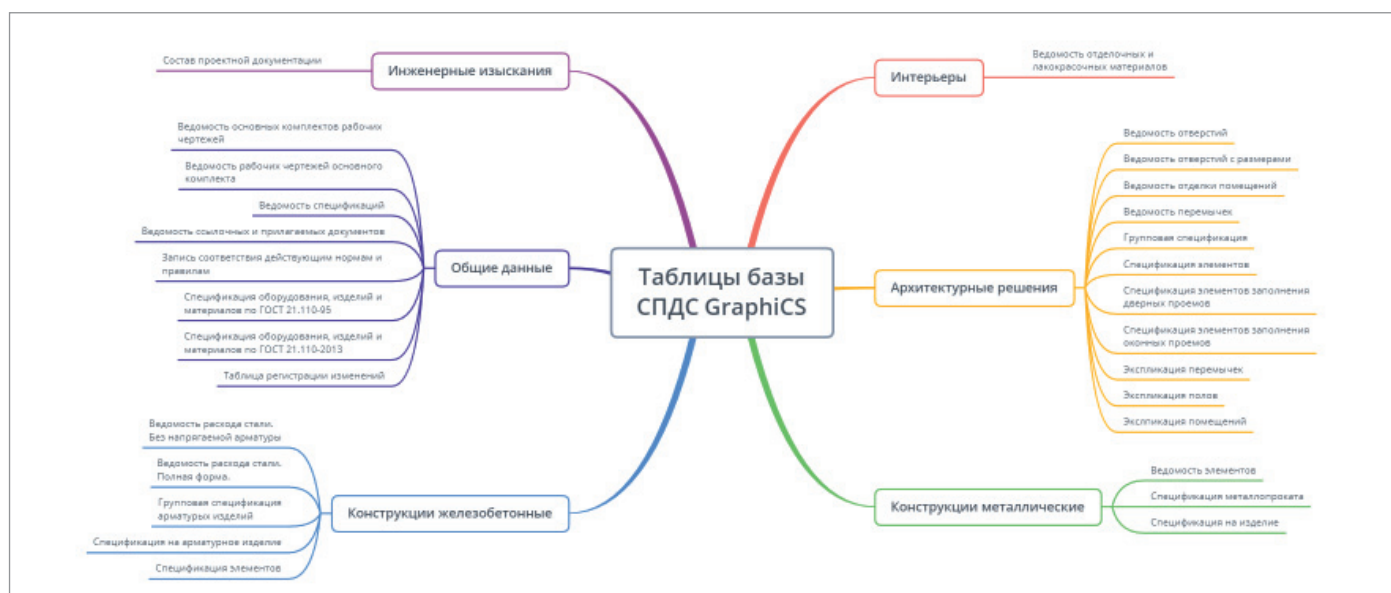 Таблицы базы
СПДС GraphiCS
Инженерные изыскания
Состав проектной документации
Общие данные
Ведомость основных комплектов рабочих
чертежей
Ведомость рабочих чертежей основного
комплекта
Ведомость спецификаций
Ведомость ссылочных и прилагаемых документов
Запись соответствия действующим нормам и
правилам
Спецификация оборудования, изделий и
материалов по ГОСТ 21.110-95
Спецификация оборудования, изделий и
материалов по ГОСТ 21.110-2013
Таблица регистрации изменений
Конструкции железобетонные
Ведомость расхода стали.
Без напрягаемой арматуры
Ведомость расхода стали.
Полная форма.
Групповая спецификация
арматурых изделий
Спецификация на арматурное изделие
Спецификация элементов
Интерьеры
Ведомость отделочных и
лакокрасочных материалов
Архитектурные решения
Ведомость отверстий
Ведомость отверстий с размерами
Ведомость отделки помещений
Ведомость перемычек
Групповая спецификация
Спецификация элементов
Спецификация элементов заполнения
дверных проемов
Спецификация элементов заполнения
оконных проемов
Экспликация перемычек
Экспликация полов
Эксппикация помещений
Конструкции металлические
Ведомость элементов
Спецификация металлопроката
Спецификация на изделие